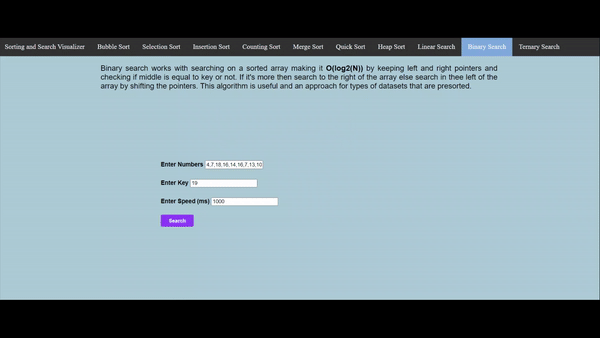 Sorting and Search Visualizer Bubble Sort Selection Sort Insertion Sort Counting Sort Merge Sort Quick Sort Heap Sort Linear Search Binary Search Ternary Search
Binary search works with searching on a sorted array making it O(log2(N)) by keeping left and right pointers and
checking if middle is equal to key or not. If it's more then search to the right of the array else search in thee left of the
array by shifting the pointers. This algorithm is useful and an approach for types of datasets that are presorted.
Enter Numbers 4,7,18,16,14,16,7,13,10
Enter Key 19
Enter Speed (ms) 1000
Search